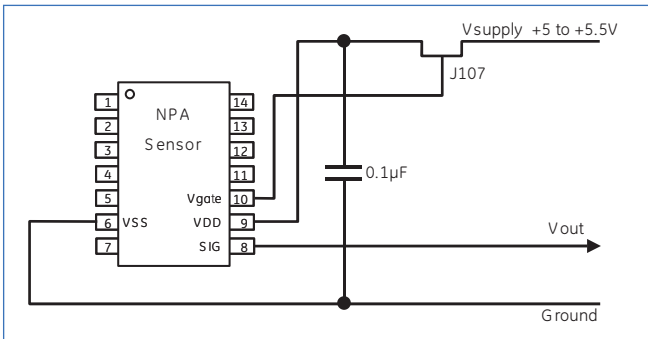 Vsupply +5 to +5.5V
J107
NPA
Sensor
1
2
3
4
5
6
7
14
13
12
11
10
9
8
Vgate
VSS
VDD
SIG
0.1µF
Vout
Ground